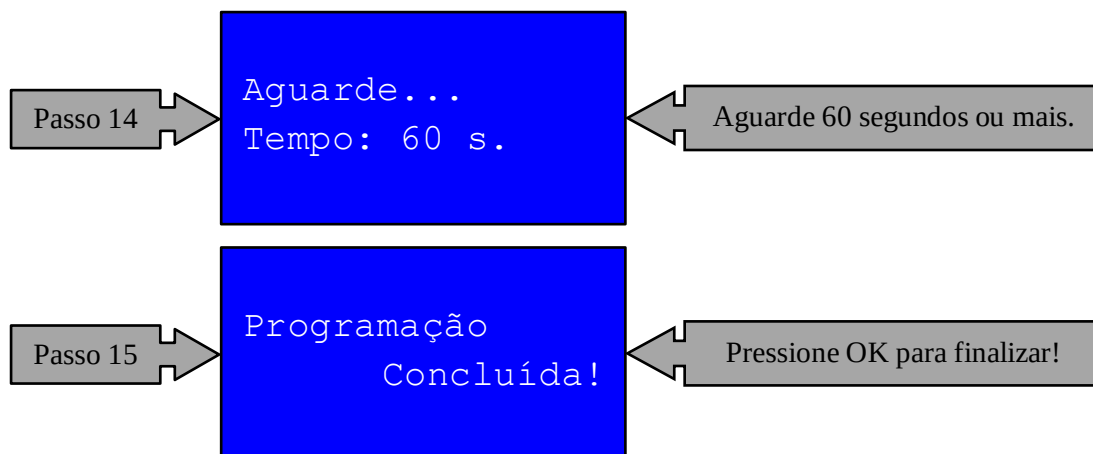 Passo 14
Aguarde...
Tempo: 60 s.
Aguarde 60 segundos ou mais.
Passo 15
Programação
Concluída!
Pressione OK para finalizar!